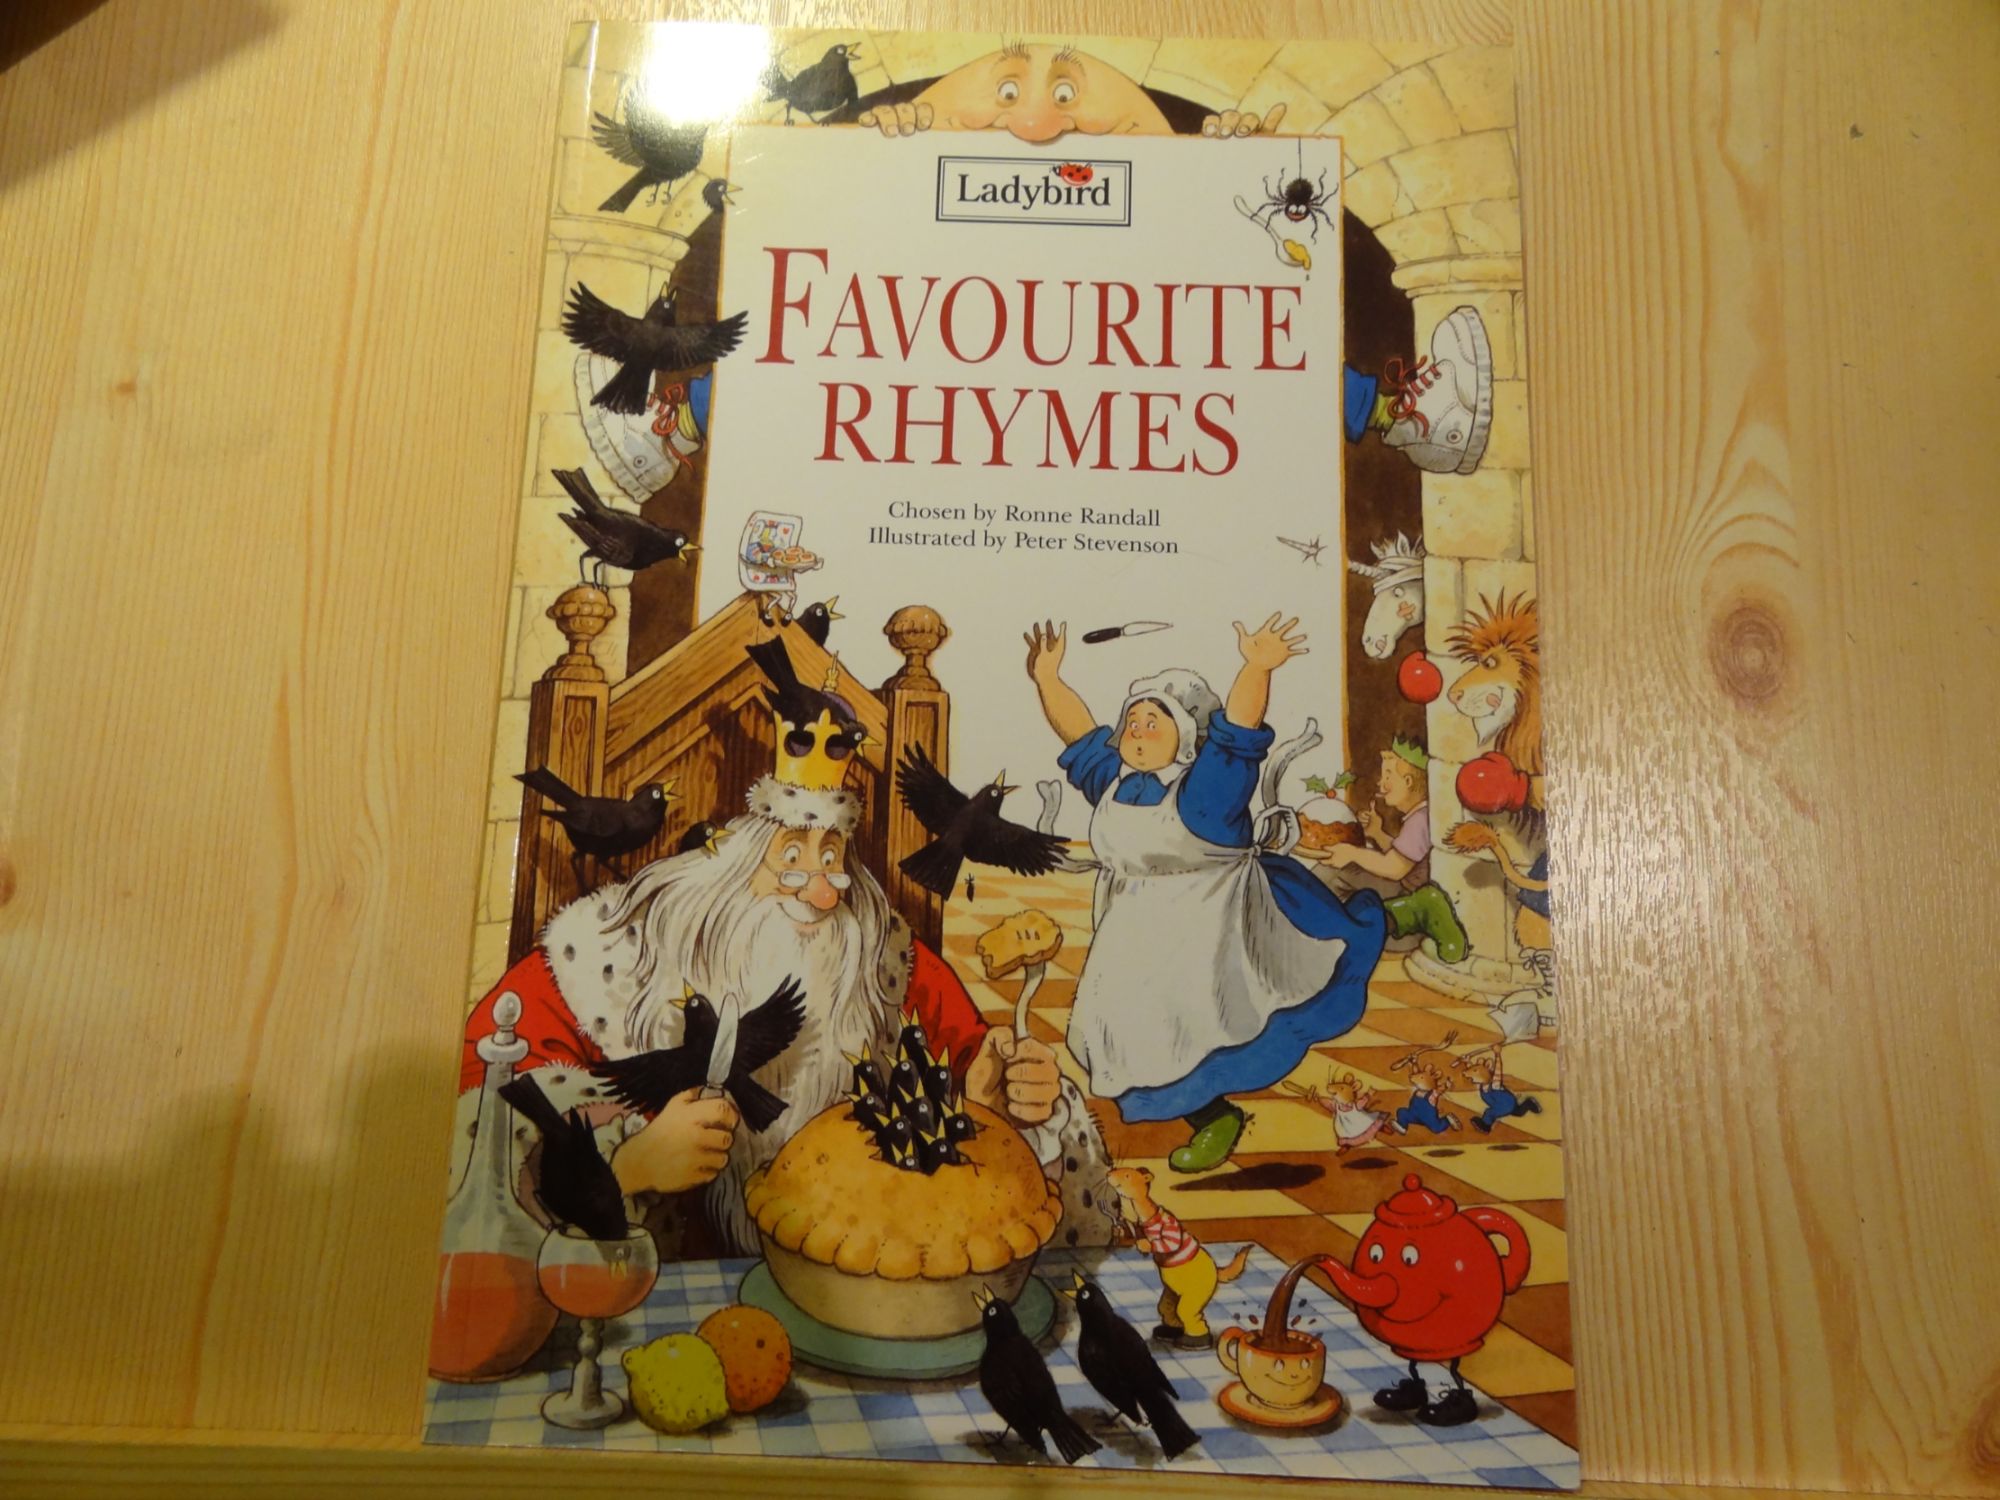 Ladybird
FAVOURITE
RHYMES
Chosen by Ronne Randall
Illustrated by Peter Stevenson